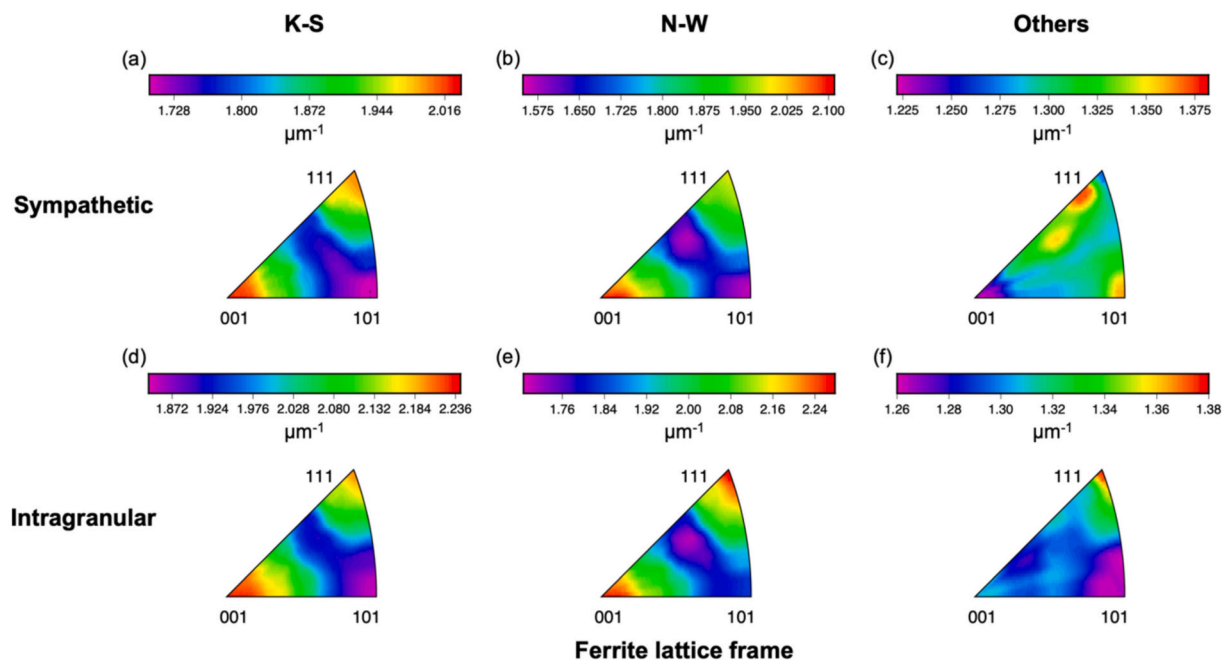 K-S N-W Others
(a) (b) (c)
1.728 1.800 1.872 1.944 2.016 1.575 1.650 1.725 1.800 1.875 1.950 2.025 2.100 1.225 1.250 1.275 1.300 1.325 1.350 1.375
µm-1 µm-1 µm-1
111 111 111
Sympathetic
001 101 001 101 001 101
(d) (e) (f)
1.872 1.924 1.976 2.028 2.080 2.132 2.184 2.236 1.76 1.84 1.92 2.00 2.08 2.16 2.24 1.26 1.28 1.30 1.32 1.34 1.36 1.38
µm-1 µm-1 µm-1
111 111 111
Intragranular
001 101 001 101 001 101
Ferrite lattice frame